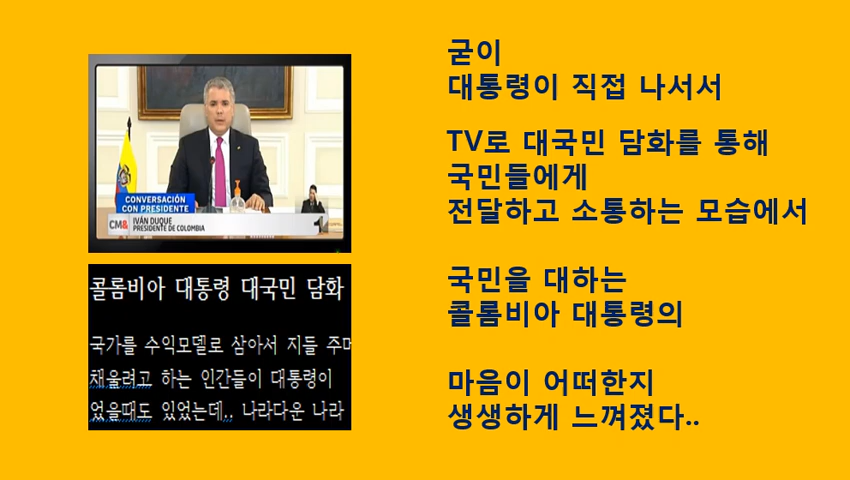 CONVERSACIÓN
CON PRESIDENTE
CM&
IVÁN DUQUE
PRESIDENTE DE COLOMBIA
1
콜롬비아 대통령 대국민 담화
국가를 수익모델로 삼아서 지들 주머
채울려고 하는 인간들이 대통령이
었을때도 있었는데.. 나라다운 나라
굳이
대통령이 직접 나서서
TV로 대국민 담화를 통해
국민들에게
전달하고 소통하는 모습에서
국민을 대하는
콜롬비아 대통령의
마음이 어떠한지
생생하게 느껴졌다..